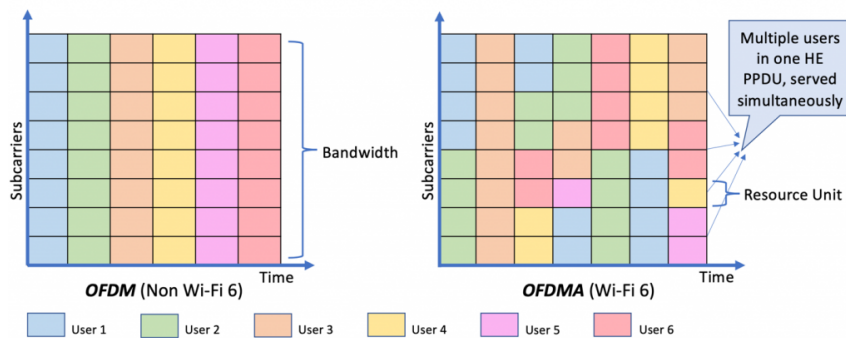 Subcarriers
Bandwidth
Time
OFDM (Non Wi-Fi 6)
Subcarriers
Multiple users
in one HE
PPDU, served
simultaneously
Resource Unit
Time
OFDMA (Wi-Fi 6)
User 1
User 2
User 3
User 4
User 5
User 6